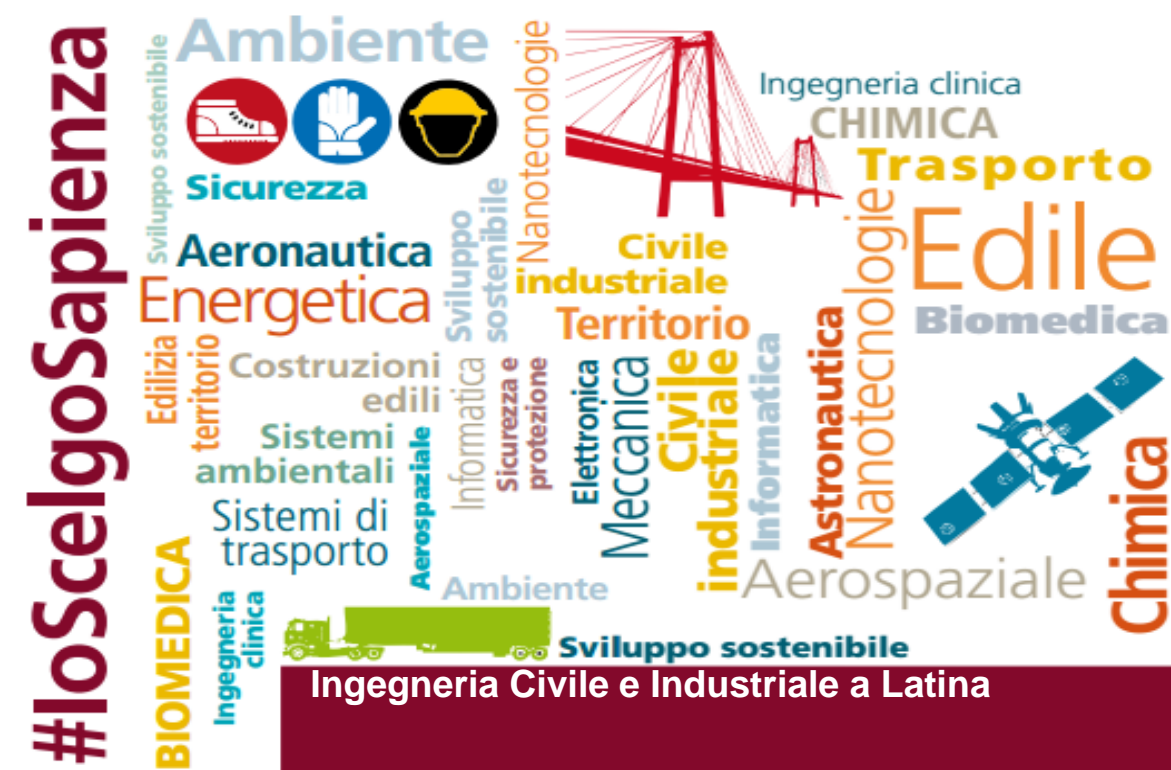 #IoScelgoSapienza
Sviluppo sostenibile
Ambiente
Sicurezza
Nanotecnologie
Ingegneria clinica
CHIMICA
Trasporto
Edile
Biomedica
Aeronautica
Energetica
Sviluppo
sostenibile
Civile
industriale
Territorio
Nanotecnologie
Edilizia
territorio
Costruzioni
edili
Sistemi
ambientali
Sistemi di
trasporto
Aerospaziale
Informatica
Sicurezza e
protezione
Elettronica
Meccanica
Civile
industriale
Informatica
Astronautica
Chimica
Aerospaziale
Ambiente
BIOMEDICA
Ingegneria
clinica
Sviluppo sostenibile
Ingegneria Civile e Industriale a Latina